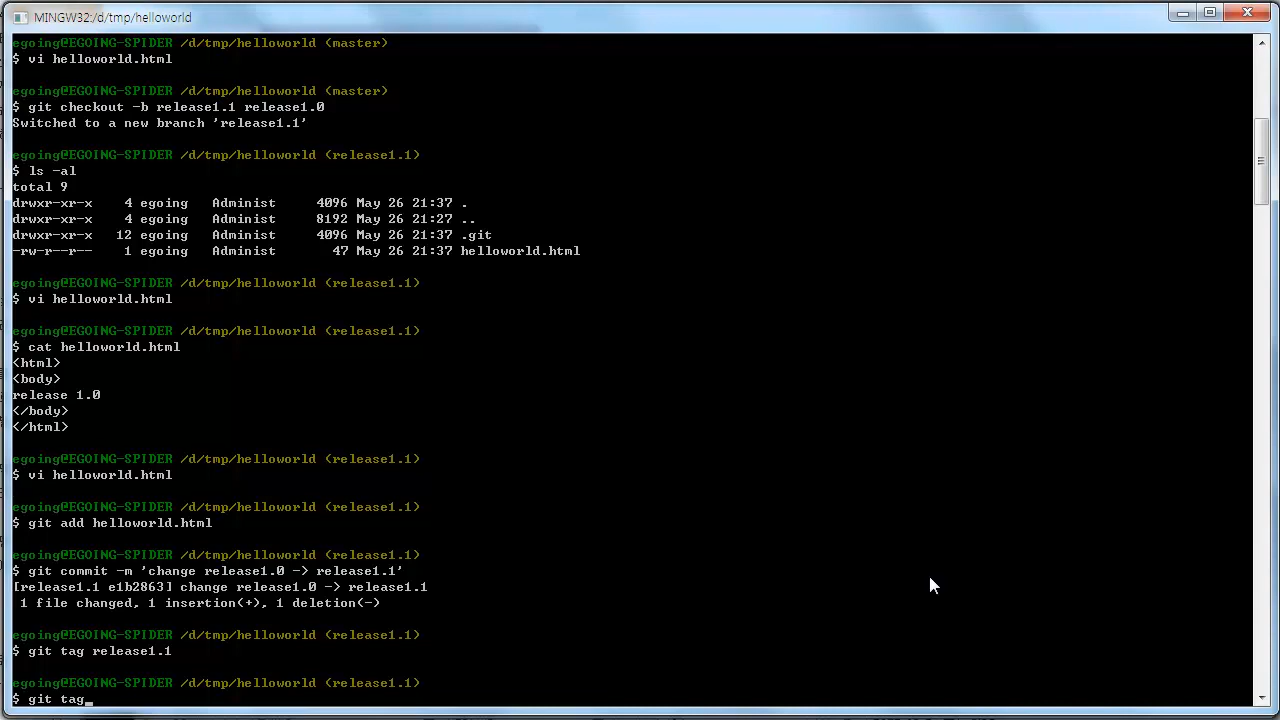 MINGW32:/d/tmp/helloworld
egoing@EGOING-SPIDER /d/tmp/helloworld (master)
$ vi helloworld.html
egoing@EGOING-SPIDER /d/tmp/helloworld (master)
$ git checkout -b release1.1 release1.0
Switched to a new branch 'release1.1'
egoing@EGOING-SPIDER /d/tmp/helloworld (release1.1)
$ ls -al
total 9
drwxr-xr-x    4 egoing   Administ     4096 May 26 21:37 .
drwxr-xr-x    4 egoing   Administ     8192 May 26 21:27 ..
drwxr-xr-x   12 egoing   Administ     4096 May 26 21:37 .git
-rw-r--r--    1 egoing   Administ       47 May 26 21:37 helloworld.html
egoing@EGOING-SPIDER /d/tmp/helloworld (release1.1)
$ vi helloworld.html
egoing@EGOING-SPIDER /d/tmp/helloworld (release1.1)
$ cat helloworld.html
<html>
<body>
release 1.0
</body>
</html>
egoing@EGOING-SPIDER /d/tmp/helloworld (release1.1)
$ vi helloworld.html
egoing@EGOING-SPIDER /d/tmp/helloworld (release1.1)
$ git add helloworld.html
egoing@EGOING-SPIDER /d/tmp/helloworld (release1.1)
$ git commit -m 'change release1.0 -> release1.1'
[release1.1 e1b2863] change release1.0 -> release1.1
 1 file changed, 1 insertion(+), 1 deletion(-)
egoing@EGOING-SPIDER /d/tmp/helloworld (release1.1)
$ git tag release1.1
egoing@EGOING-SPIDER /d/tmp/helloworld (release1.1)
$ git tag